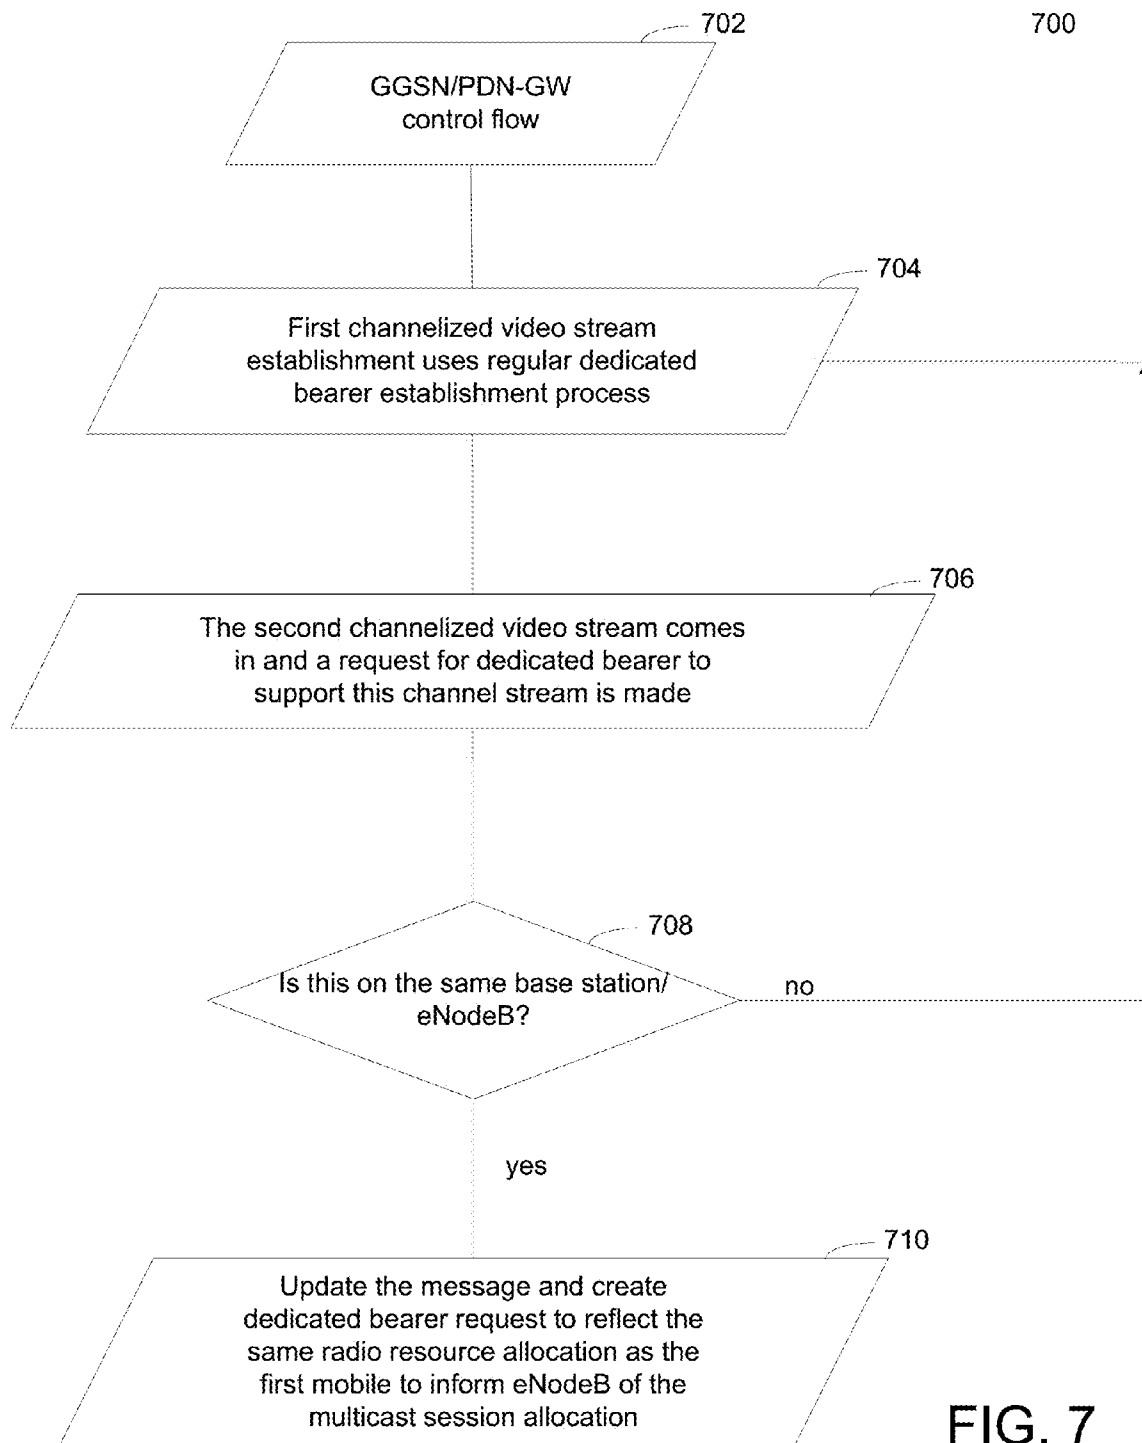 702
700
GGSN/PDN-GW
control flow
704
First channelized video stream
establishment uses regular dedicated
bearer establishment process
706
The second channelized video stream comes
in and a request for dedicated bearer to
support this channel stream is made
708
Is this on the same base station/
eNodeB?
no
yes
710
Update the message and create
dedicated bearer request to reflect the
same radio resource allocation as the
first mobile to inform eNodeB of the
multicast session allocation
FIG. 7